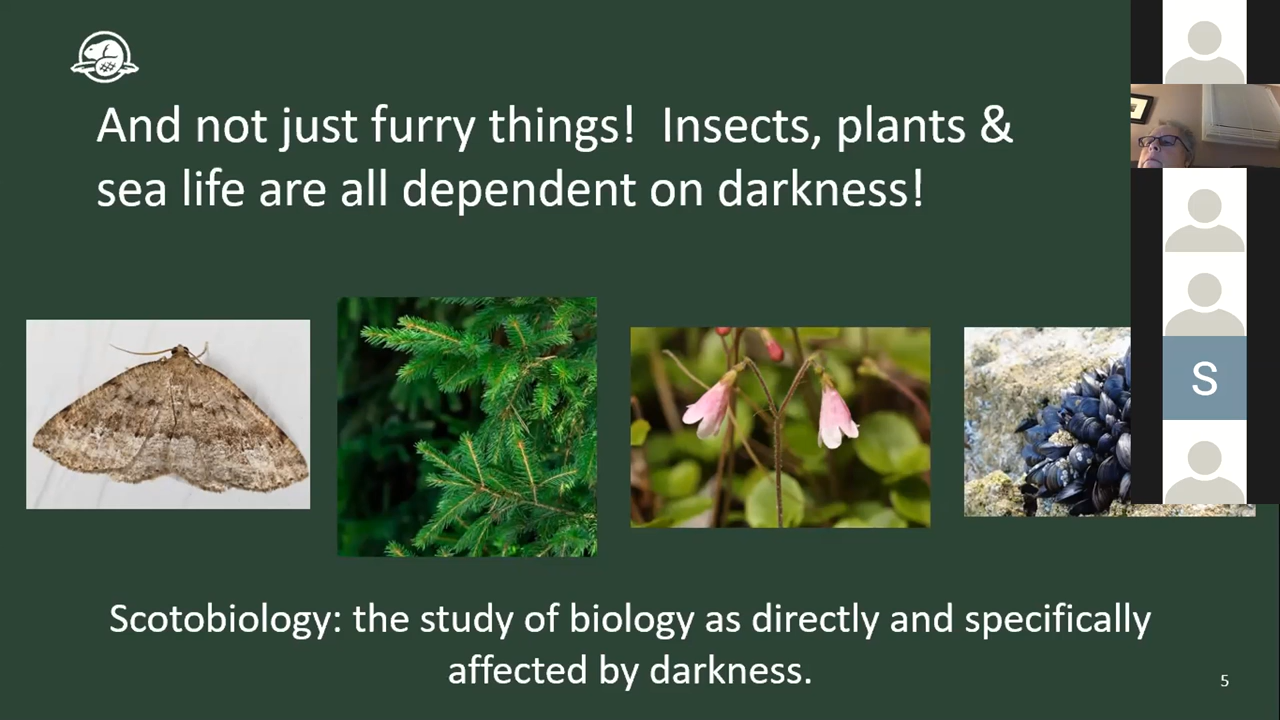 And not just furry things!  Insects, plants &
sea life are all dependent on darkness!
S
Scotobiology: the study of biology as directly and specifically
affected by darkness.
5